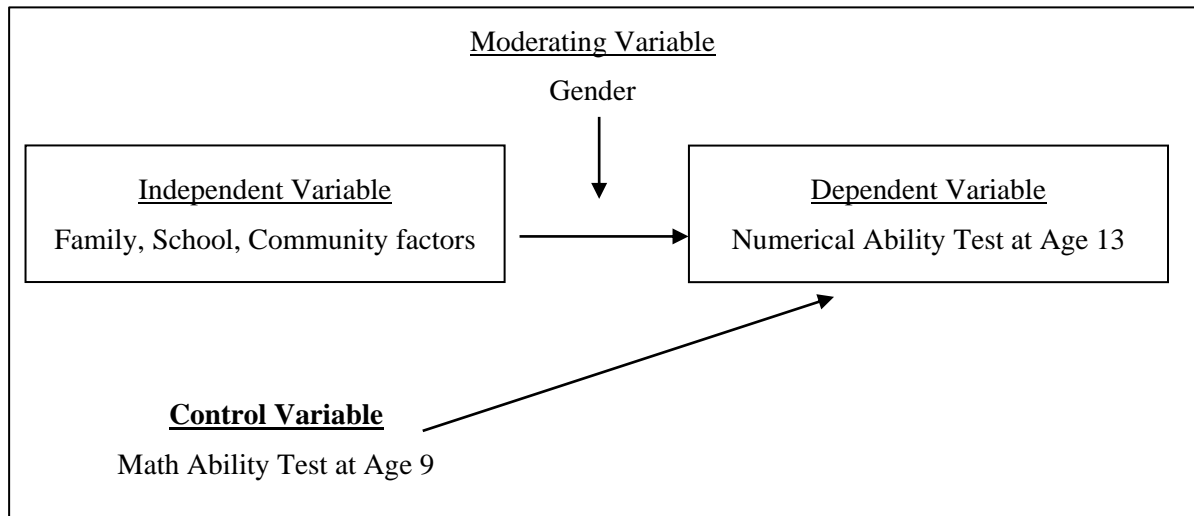 Moderating Variable
Gender
Independent Variable
Family, School, Community factors
Dependent Variable
Numerical Ability Test at Age 13
Control Variable
Math Ability Test at Age 9